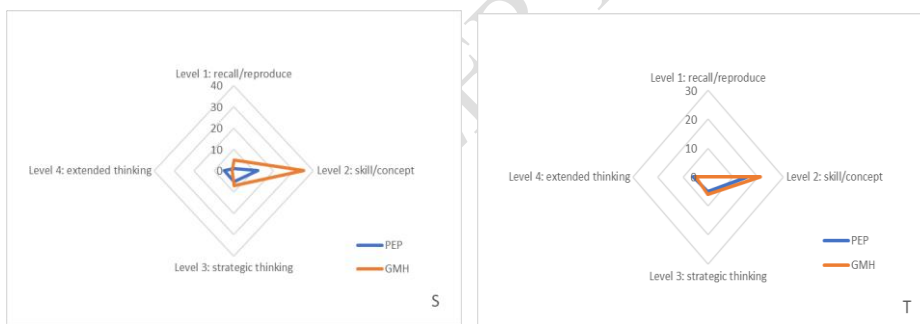 Level 1: recall/reproduce
40
30
20
10
0
Level 4: extended thinking
Level 2: skill/concept
Level 3: strategic thinking
PEP
GMH
S
Level 1: recall/reproduce
30
20
10
0
Level 4: extended thinking
Level 2: skill/concept
Level 3: strategic thinking
PEP
GMH
T